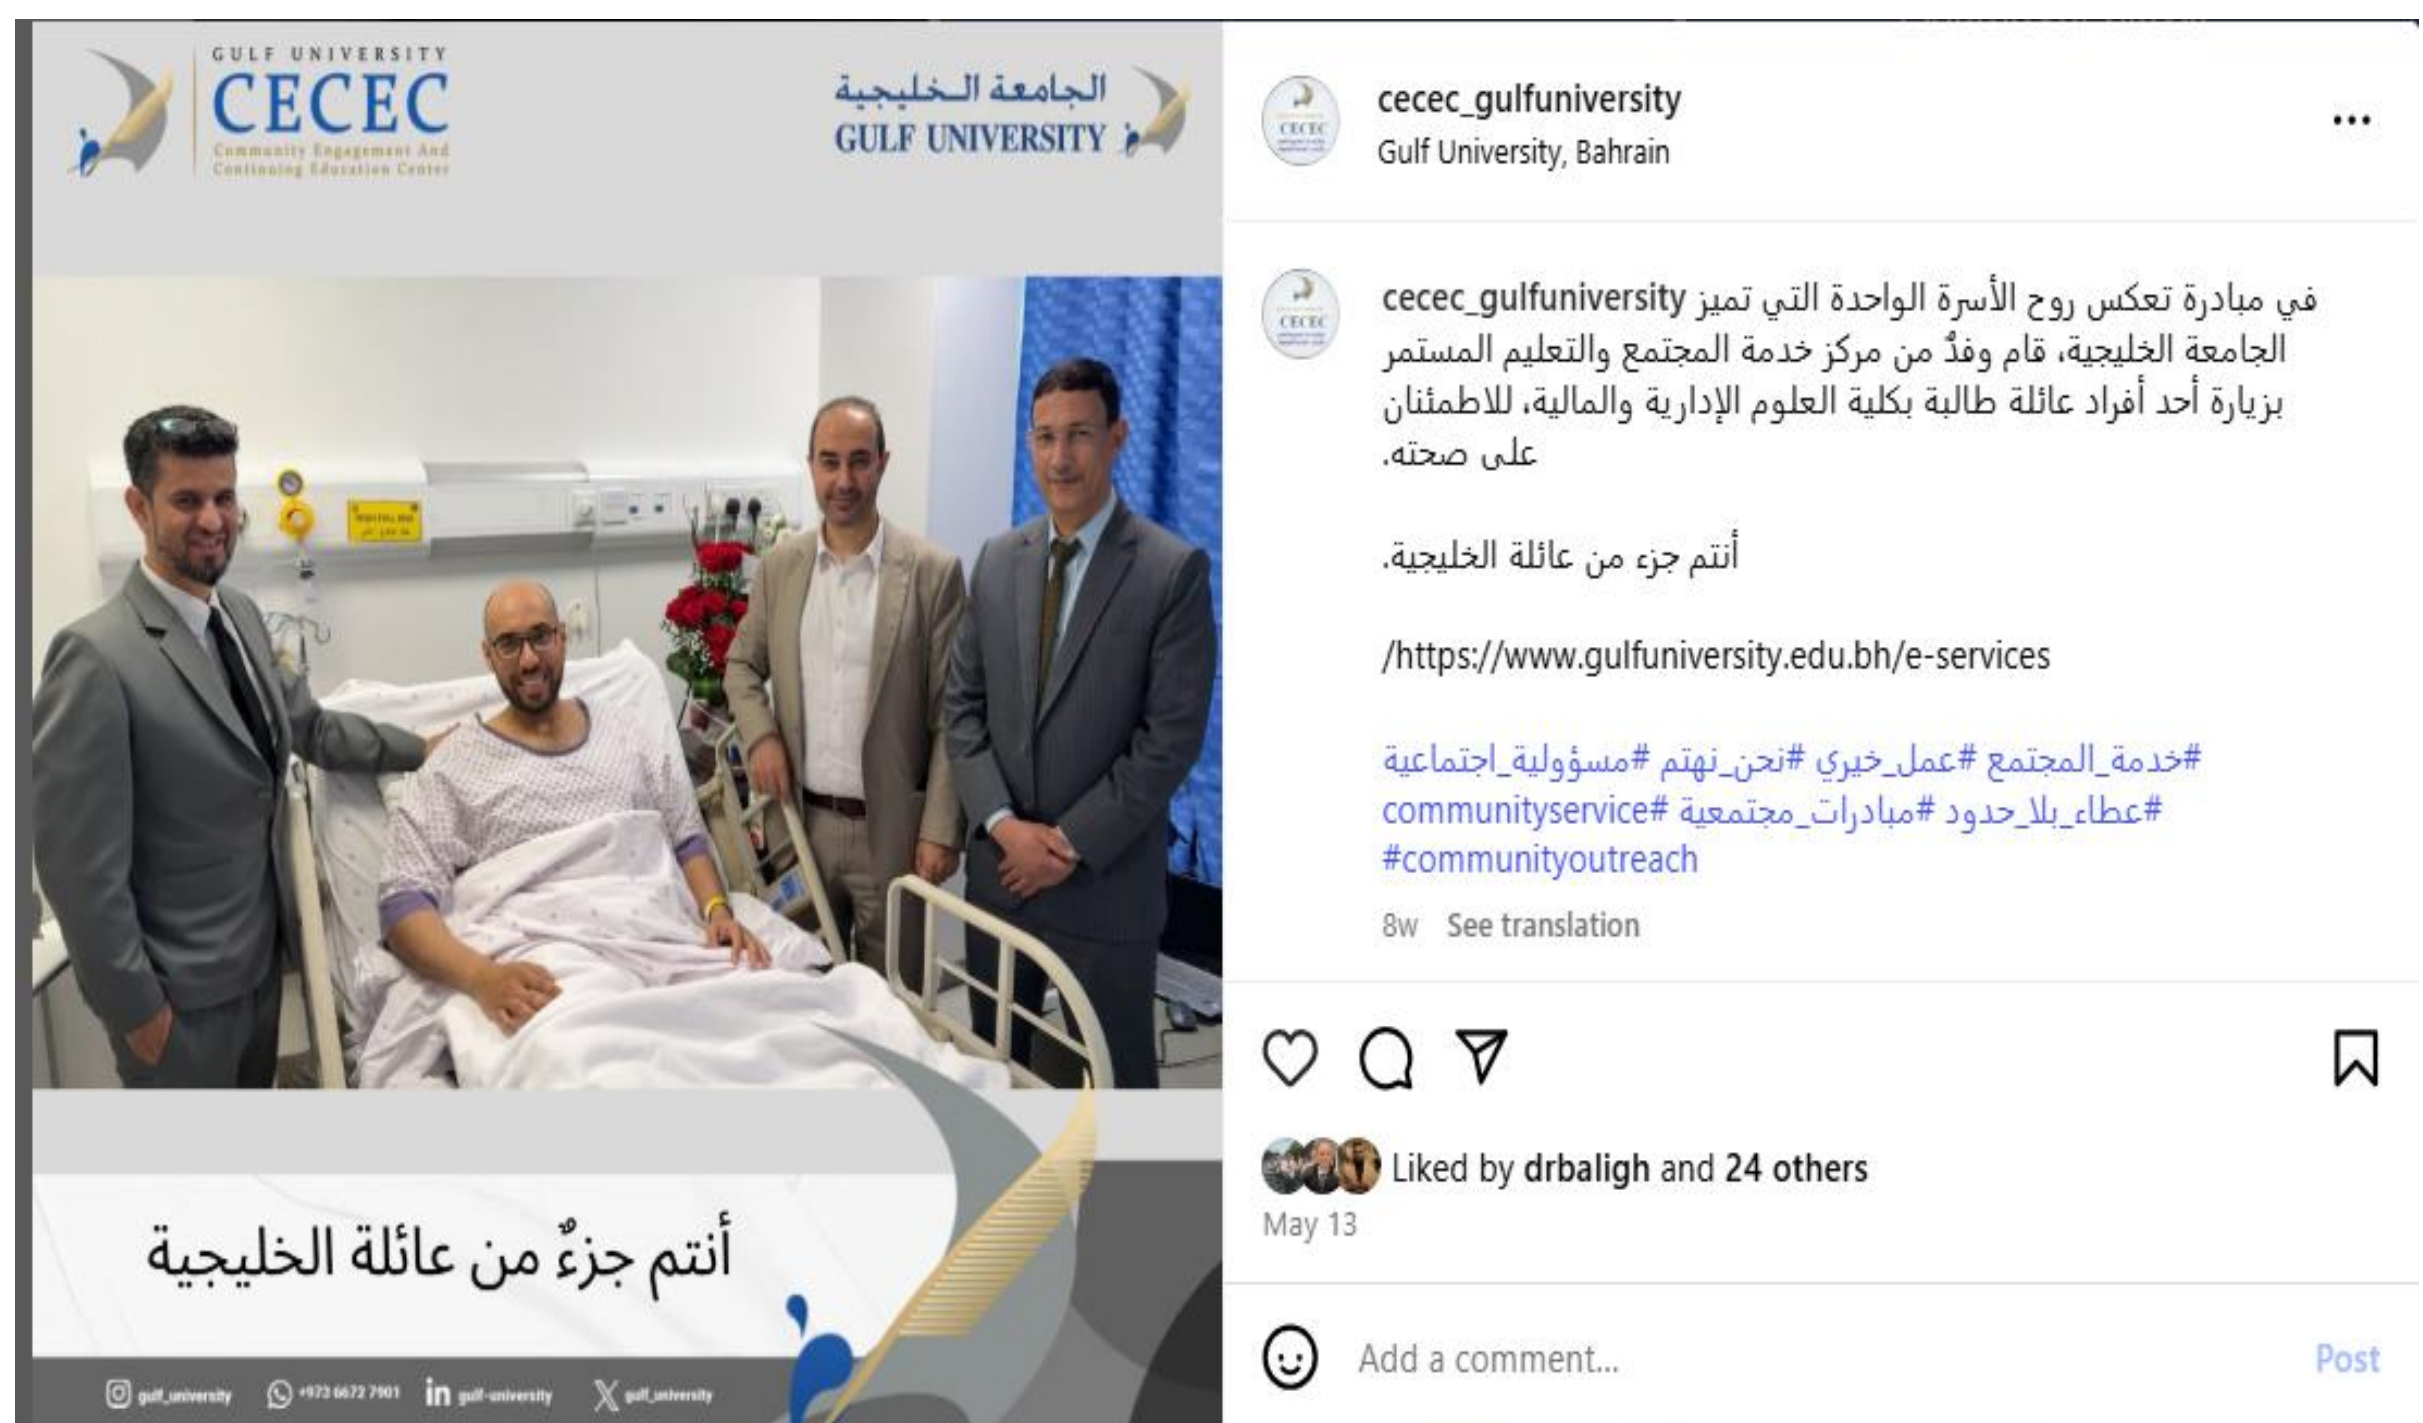 GULF UNIVERSITY
CECEC
Community Engagement And
Continuing Education Center
الجامعة الخليجية
GULF UNIVERSITY
أنتم جزءٌ من عائلة الخليجية
gulf_university
+973 6672 7901
in gulf-university
gulf_university
cecec_gulfuniversity
Gulf University, Bahrain
CECEC
CECEC
cecec_gulfuniversity في مبادرة تعكس روح الأسرة الواحدة التي تميز
الجامعة الخليجية، قام وفدٌ من مركز خدمة المجتمع والتعليم المستمر
بزيارة أحد أفراد عائلة طالبة بكلية العلوم الإدارية والمالية، للاطمئنان
على صحته.
أنتم جزء من عائلة الخليجية.
/https://www.gulfuniversity.edu.bh/e-services
#خدمة_المجتمع #عمل_خيري #نحن_نهتم #مسؤولية_اجتماعية
#عطاء_بلا_حدود #مبادرات_مجتمعية #communityservice
#communityoutreach
8w See translation
Liked by drbaligh and 24 others
May 13
Add a comment...
Post